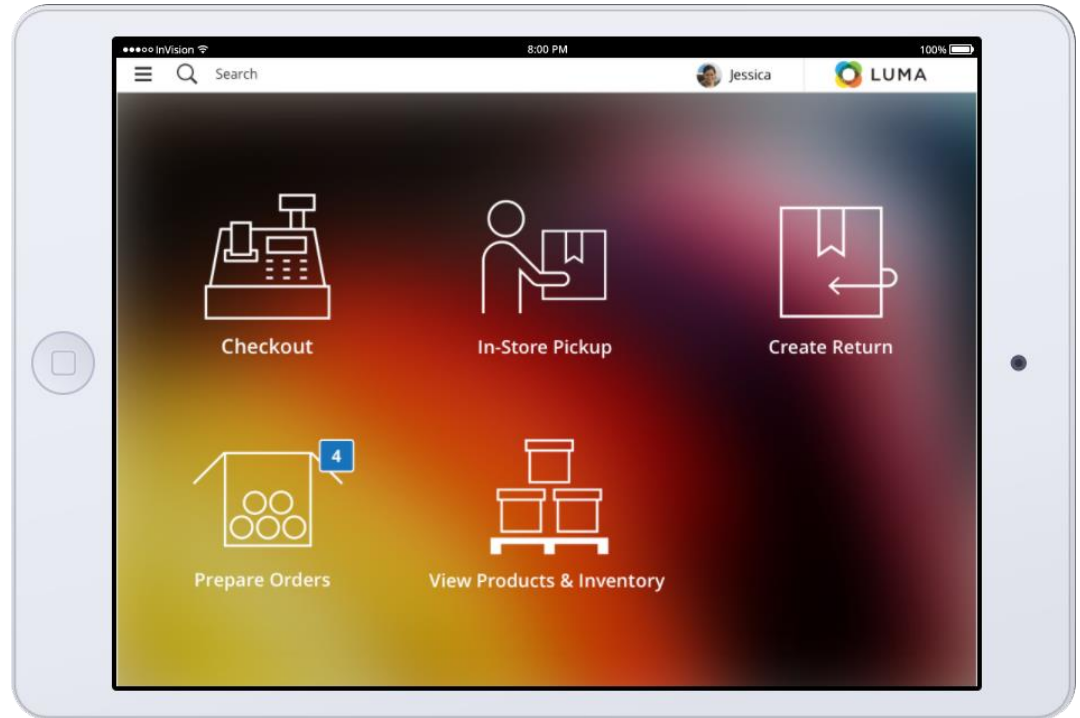 InVision 8:00 PM 100%
Search Jessica LUMA
Checkout In-Store Pickup Create Return
4
Prepare Orders View Products & Inventory